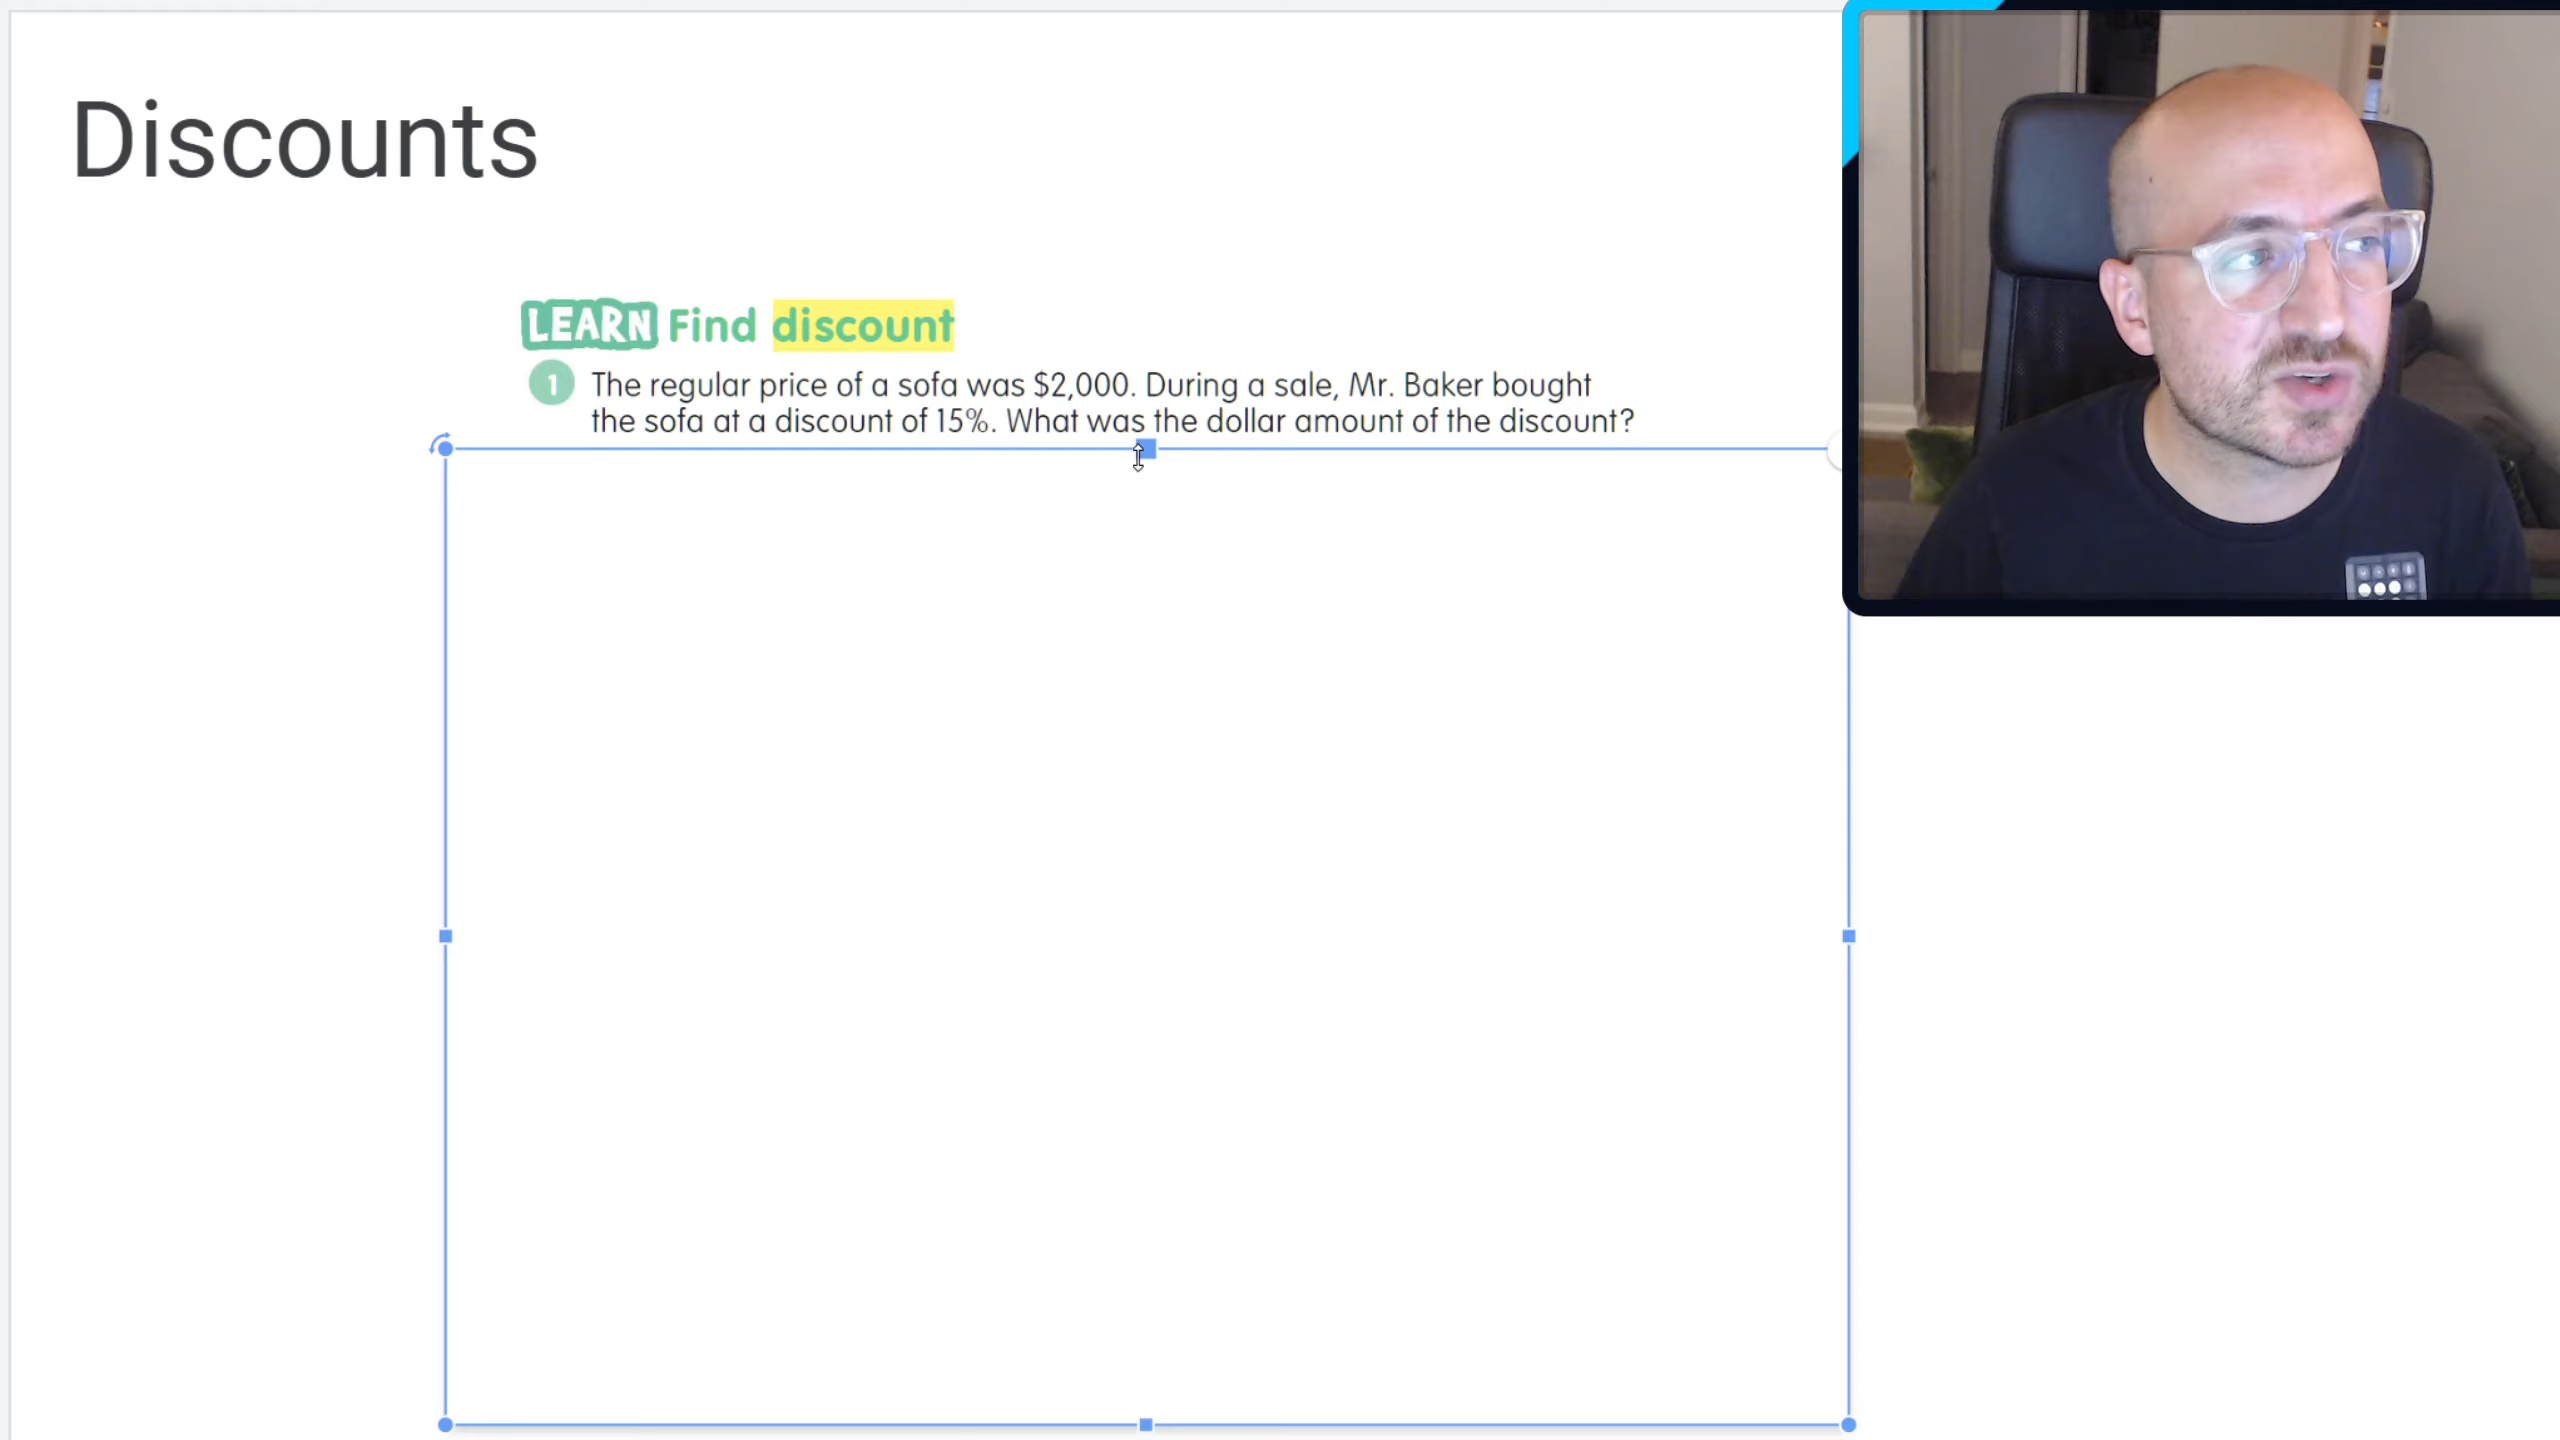 Discounts
LEARN Find discount
1 The regular price of a sofa was $2,000. During a sale, Mr. Baker bought
the sofa at a discount of 15%. What was the dollar amount of the discount?